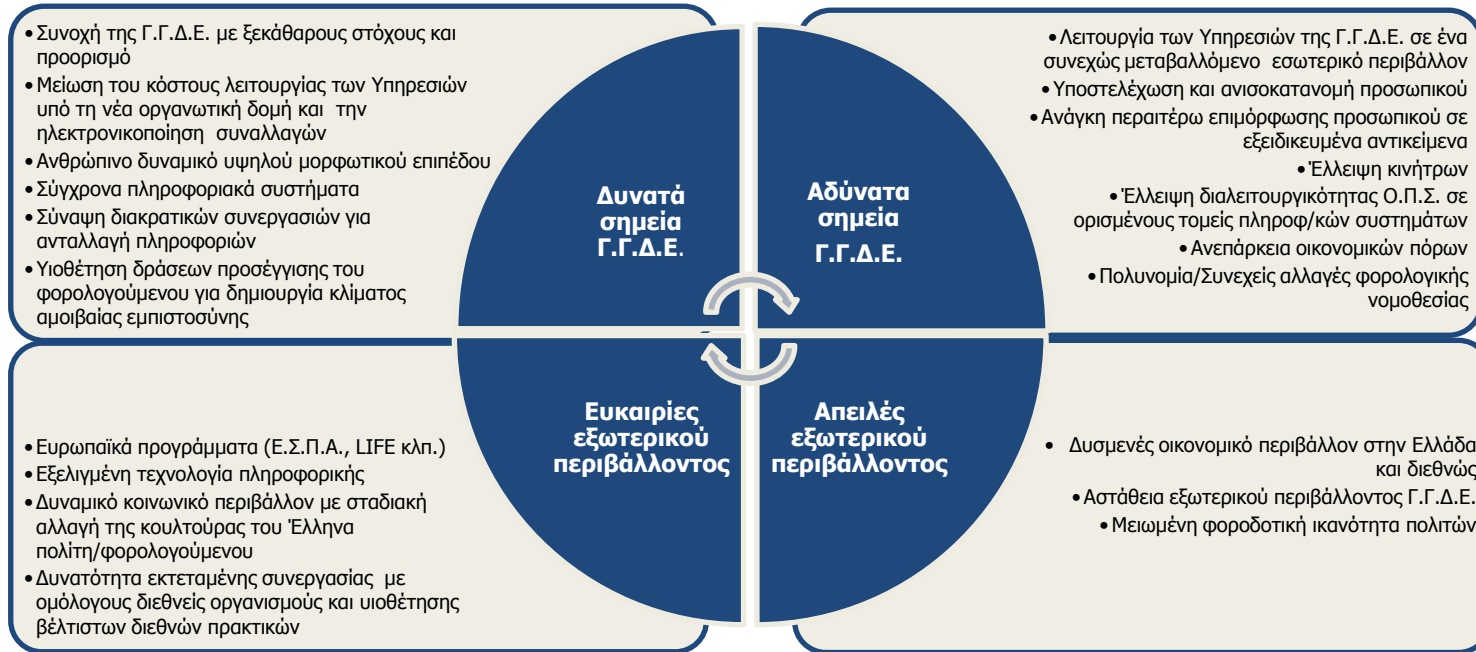 • Συνοχή της Γ.Γ.Δ.Ε. με ξεκάθαρους στόχους και
προορισμό
• Μείωση του κόστους λειτουργίας των Υπηρεσιών
υπό τη νέα οργανωτική δομή και την
ηλεκτρονικοποίηση συναλλαγών
• Ανθρώπινο δυναμικό υψηλού μορφωτικού επιπέδου
• Σύγχρονα πληροφοριακά συστήματα
• Σύναψη διακρατικών συνεργασιών για
ανταλλαγή πληροφοριών
• Υιοθέτηση δράσεων προσέγγισης του
φορολογούμενου για δημιουργία κλίματος
αμοιβαίας εμπιστοσύνης
Δυνατά
σημεία
Γ.Γ.Δ.Ε.
Αδύνατα
σημεία
Γ.Γ.Δ.Ε.
• Λειτουργία των Υπηρεσιών της Γ.Γ.Δ.Ε. σε ένα
συνεχώς μεταβαλλόμενο εσωτερικό περιβάλλον
• Υποστελέχωση και ανισοκατανομή προσωπικού
• Ανάγκη περαιτέρω επιμόρφωσης προσωπικού σε
εξειδικευμένα αντικείμενα
• Έλλειψη κινήτρων
• Έλλειψη διαλειτουργικότητας Ο.Π.Σ. σε
ορισμένους τομείς πληροφ/κών συστημάτων
• Ανεπάρκεια οικονομικών πόρων
• Πολυνομία/Συνεχείς αλλαγές φορολογικής
νομοθεσίας
• Ευρωπαϊκά προγράμματα (Ε.Σ.Π.Α., LIFE κλπ.)
• Εξελιγμένη τεχνολογία πληροφορικής
• Δυναμικό κοινωνικό περιβάλλον με σταδιακή
αλλαγή της κουλτούρας του Έλληνα
πολίτη/φορολογούμενου
• Δυνατότητα εκτεταμένης συνεργασίας με
ομόλογους διεθνείς οργανισμούς και υιοθέτησης
βέλτιστων διεθνών πρακτικών
Ευκαιρίες
εξωτερικού
περιβάλλοντος
Απειλές
εξωτερικού
περιβάλλοντος
• Δυσμενές οικονομικό περιβάλλον στην Ελλάδα
και διεθνώς
• Αστάθεια εξωτερικού περιβάλλοντος Γ.Γ.Δ.Ε.
• Μειωμένη φοροδοτική ικανότητα πολιτών